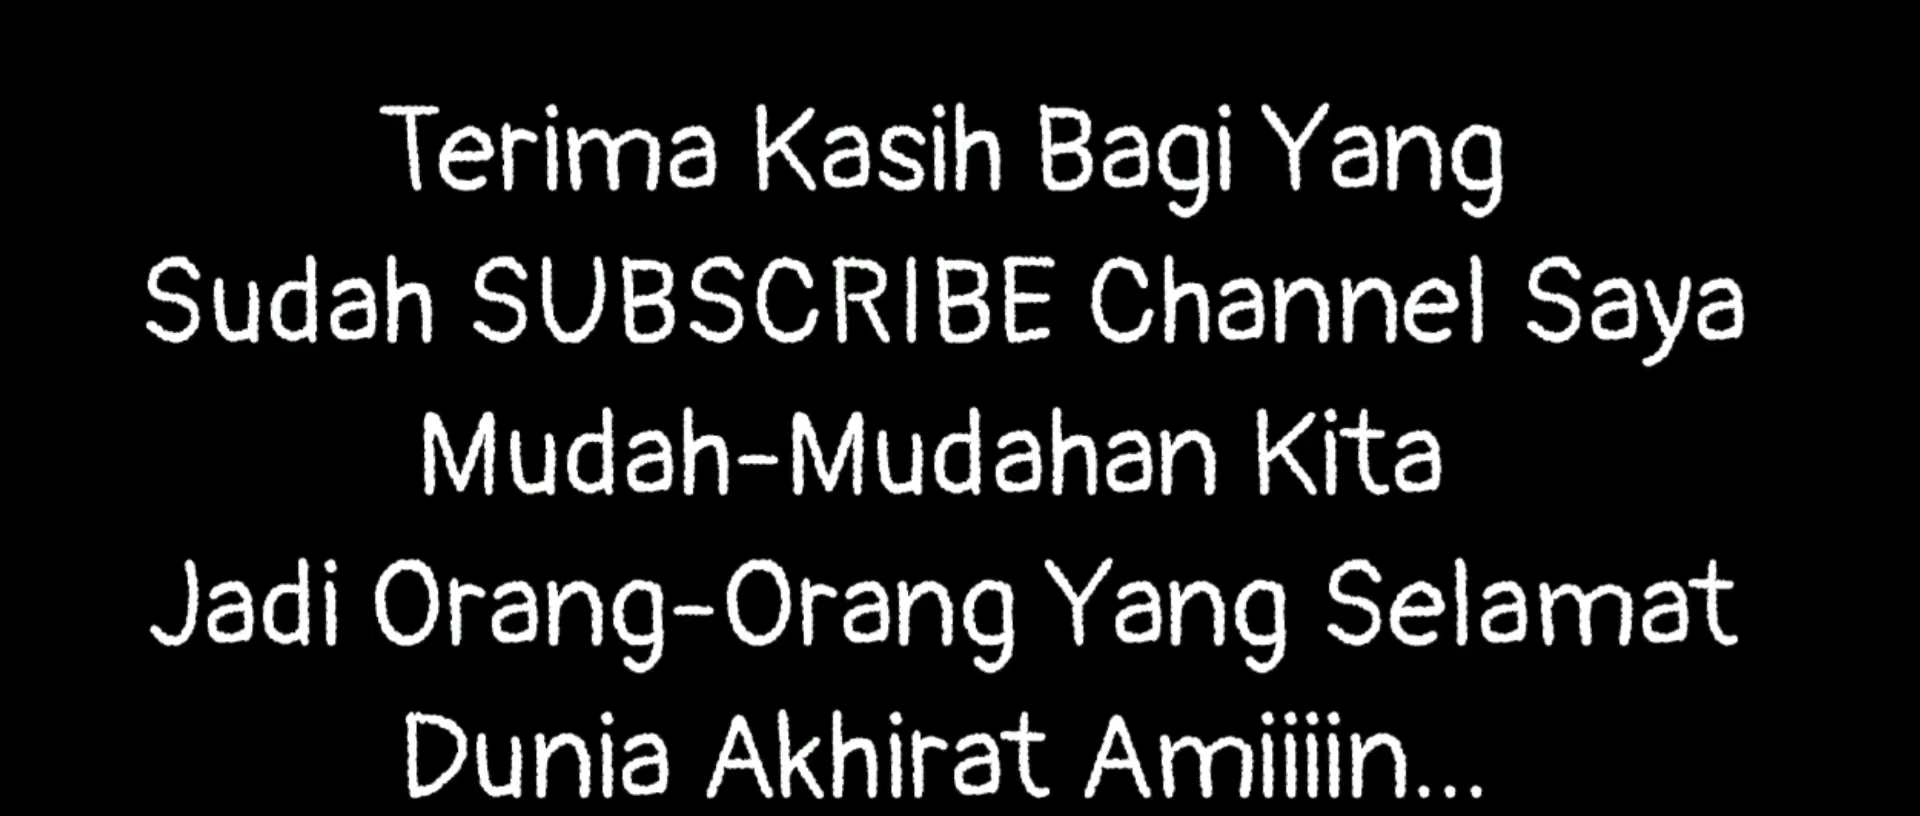 Terima Kasih Bagi Yang
Sudah SUBSCRIBE Channel Saya
Mudah-Mudahan Kita
Jadi Orang-Orang Yang Selamat
Dunia Akhirat Amiiiin...